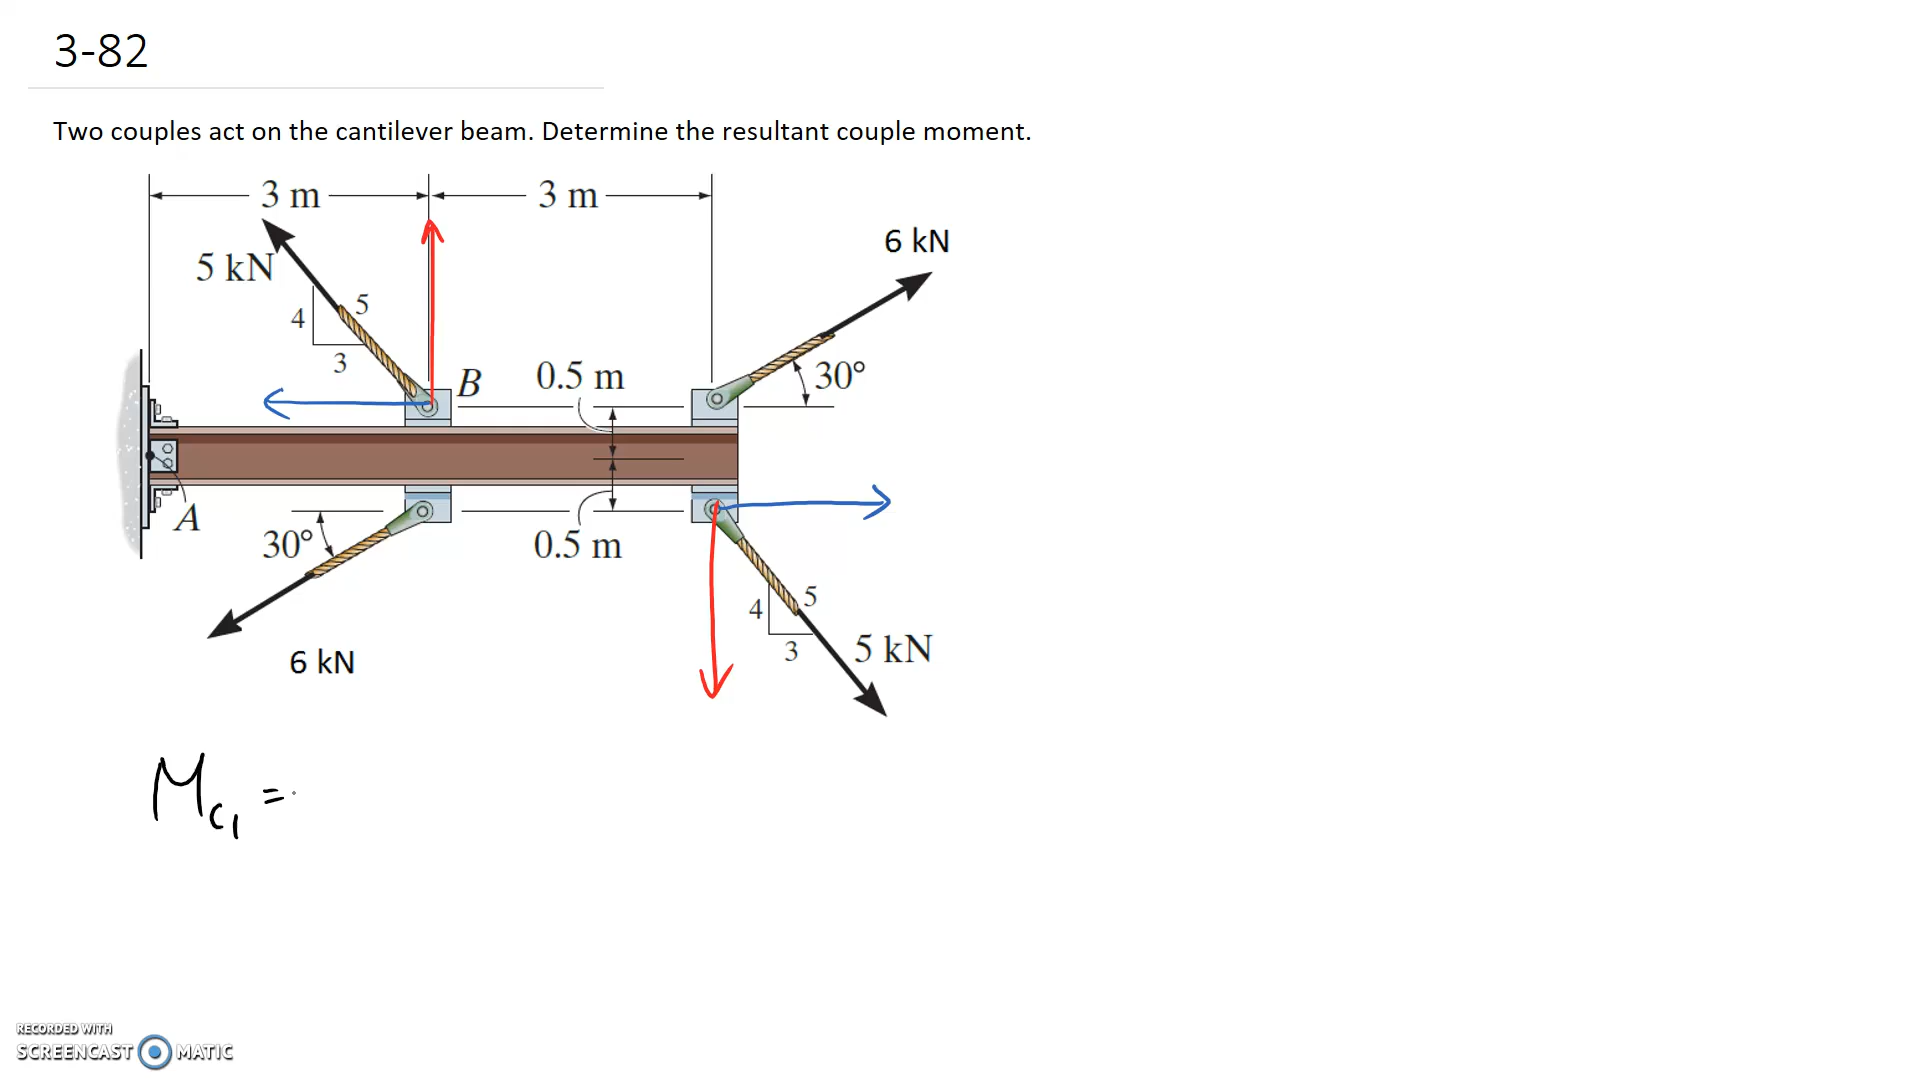 3-82
Two couples act on the cantilever beam. Determine the resultant couple moment.
3 m 3 m
6 kN
5 kN
5
4
3
B
0.5 m
30°
A
30°
0.5 m
5
4
3
5 kN
6 kN
M_C1 =
RECORDED WITH
SCREENCAST MATIC